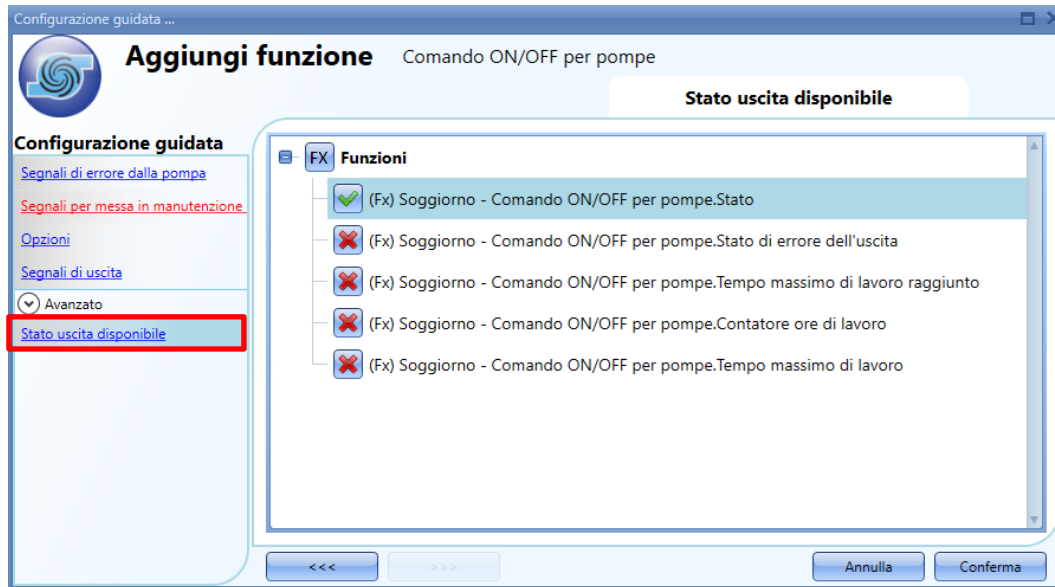 Configurazione guidata ...
Aggiungi funzione
Comando ON/OFF per pompe
Stato uscita disponibile
Configurazione guidata
Segnali di errore dalla pompa
Segnali per messa in manutenzione
Opzioni
Segnali di uscita
Avanzato
Stato uscita disponibile
FX Funzioni
(Fx) Soggiorno - Comando ON/OFF per pompe.Stato
(Fx) Soggiorno - Comando ON/OFF per pompe.Stato di errore dell'uscita
(Fx) Soggiorno - Comando ON/OFF per pompe.Tempo massimo di lavoro raggiunto
(Fx) Soggiorno - Comando ON/OFF per pompe.Contatore ore di lavoro
(Fx) Soggiorno - Comando ON/OFF per pompe.Tempo massimo di lavoro
<<<
>>>
Annulla
Conferma